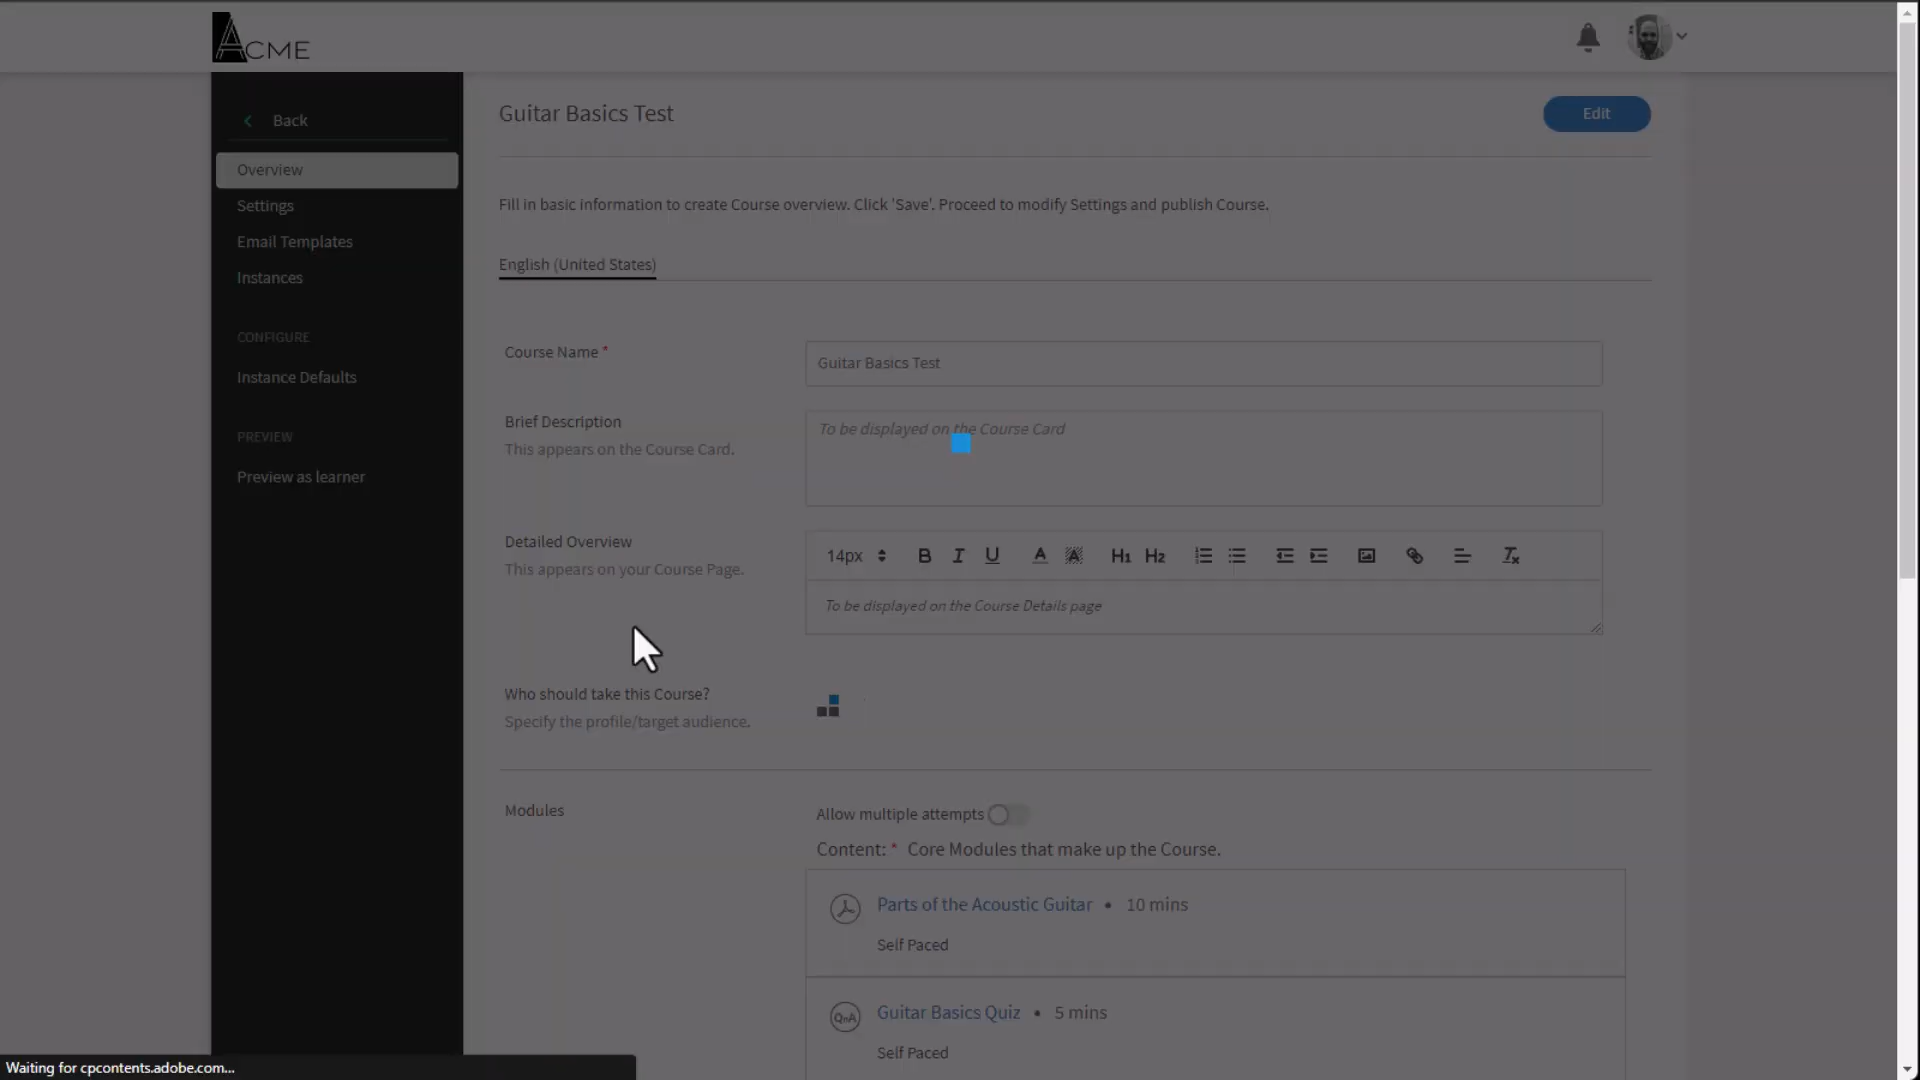 ACME
Back
Overview
Settings
Email Templates
Instances
CONFIGURE
Instance Defaults
PREVIEW
Preview as learner
Guitar Basics Test
Edit
Fill in basic information to create Course overview. Click 'Save'. Proceed to modify Settings and publish Course.
English (United States)
Course Name *
Guitar Basics Test
Brief Description
This appears on the Course Card.
To be displayed on the Course Card
Detailed Overview
This appears on your Course Page.
14px B I U A A H1 H2
To be displayed on the Course Details page
Who should take this Course?
Specify the profile/target audience.
Modules
Allow multiple attempts
Content: * Core Modules that make up the Course.
Parts of the Acoustic Guitar • 10 mins
Self Paced
QnA
Guitar Basics Quiz • 5 mins
Self Paced
Waiting for cpcontents.adobe.com...